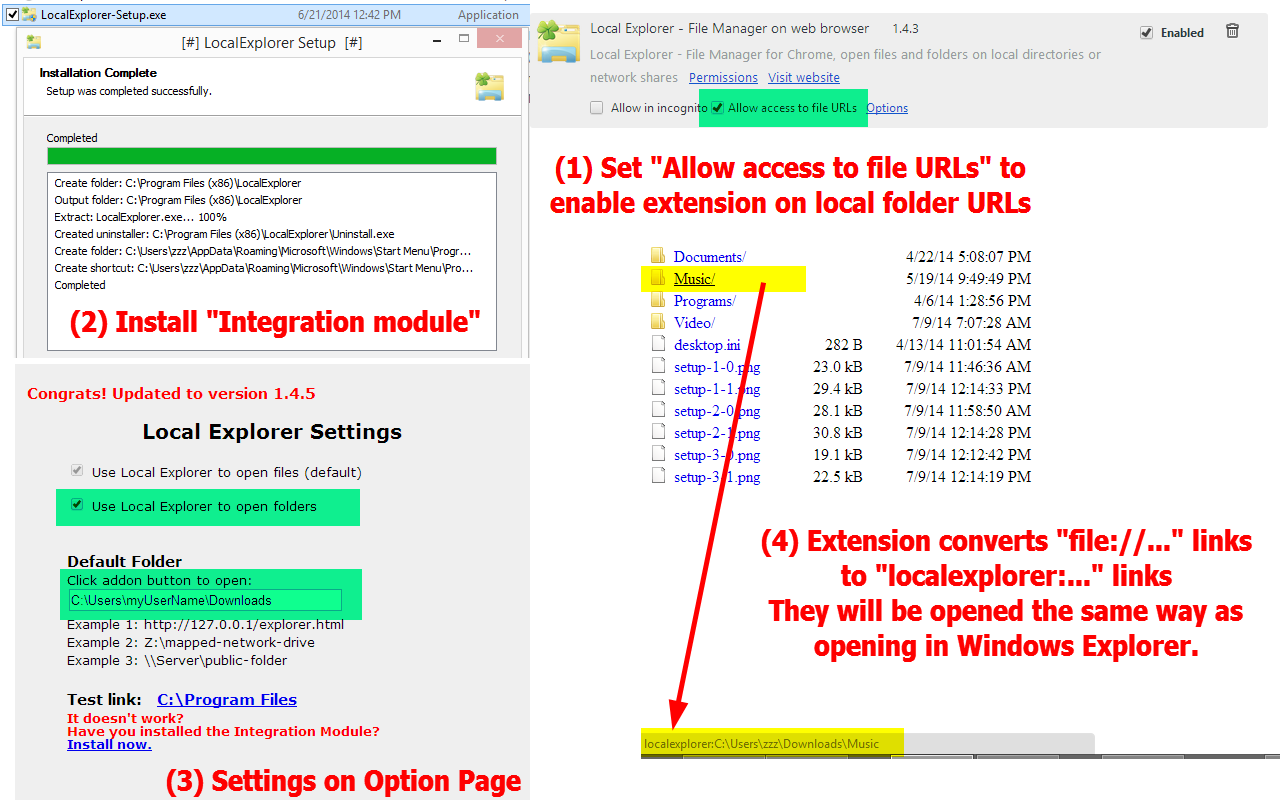 LocalExplorer-Setup.exe 6/21/2014 12:42 PM Application
[#] LocalExplorer Setup [#]
Installation Complete
Setup was completed successfully.
Completed
Create folder: C:\Program Files (x86)\LocalExplorer
Output folder: C:\Program Files (x86)\LocalExplorer
Extract: LocalExplorer.exe... 100%
Created uninstaller: C:\Program Files (x86)\LocalExplorer\Uninstall.exe
Create folder: C:\Users\zzz\AppData\Roaming\Microsoft\Windows\Start Menu\Progr...
Create shortcut: C:\Users\zzz\AppData\Roaming\Microsoft\Windows\Start Menu\Pro...
Completed
(2) Install "Integration module"
Congrats! Updated to version 1.4.5
Local Explorer Settings
Use Local Explorer to open files (default)
Use Local Explorer to open folders
Default Folder
Click addon button to open:
C:\Users\myUserName\Downloads
Example 1: http://127.0.0.1/explorer.html
Example 2: Z:\mapped-network-drive
Example 3: \\Server\public-folder
Test link: C:\Program Files
It doesn't work?
Have you installed the Integration Module?
Install now.
(3) Settings on Option Page
Local Explorer - File Manager on web browser 1.4.3 Enabled
Local Explorer - File Manager for Chrome, open files and folders on local directories or
network shares Permissions Visit website
Allow in incognito Allow access to file URLs Options
(1) Set "Allow access to file URLs" to
enable extension on local folder URLs
Documents/ 4/22/14 5:08:07 PM
Music/ 5/19/14 9:49:49 PM
Programs/ 4/6/14 1:28:56 PM
Video/ 7/9/14 7:07:28 AM
desktop.ini 282 B 4/13/14 11:01:54 AM
setup-1-0.png 23.0 kB 7/9/14 11:46:36 AM
setup-1-1.png 29.4 kB 7/9/14 12:14:33 PM
setup-2-0.png 28.1 kB 7/9/14 11:58:50 AM
setup-2-1.png 30.8 kB 7/9/14 12:14:28 PM
setup-3-0.png 19.1 kB 7/9/14 12:12:42 PM
setup-3-1.png 22.5 kB 7/9/14 12:14:19 PM
(4) Extension converts "file://..." links
to "localexplorer:..." links
They will be opened the same way as
opening in Windows Explorer.
localexplorer:C:\Users\zzz\Downloads\Music